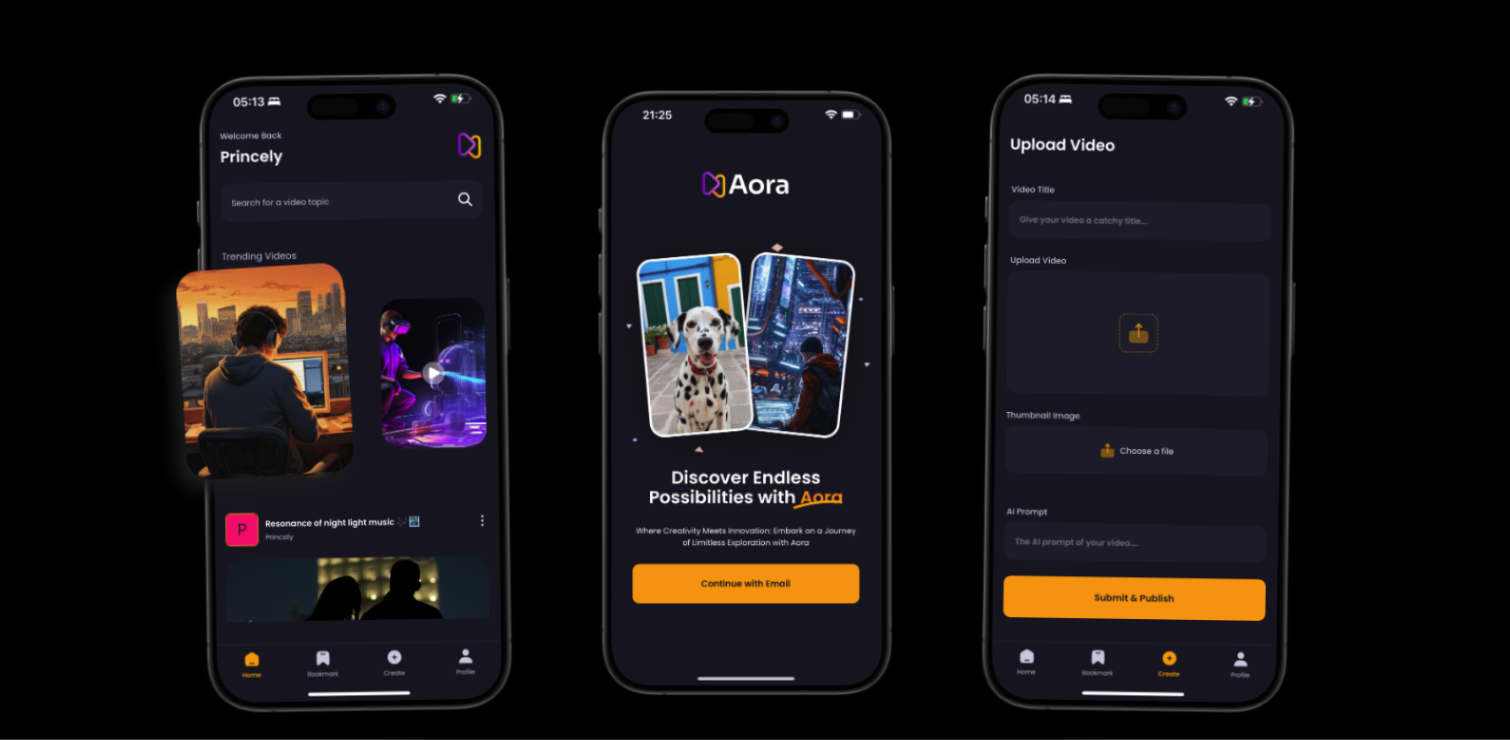 05:13
Welcome Back
Princely
Search for a video topic
Trending Videos
P
Resonance of night light music
Princely
Home
Bookmark
Create
Profile
21:25
Aora
Discover Endless
Possibilities with Aora
Where Creativity Meets Innovation: Embark on a Journey
of Limitless Exploration with Aora
Continue with Email
05:14
Upload Video
Video Title
Give your video a catchy title...
Upload Video
Thumbnail Image
Choose a file
AI Prompt
The AI prompt of your video....
Submit & Publish
Home
Bookmark
Create
Profile